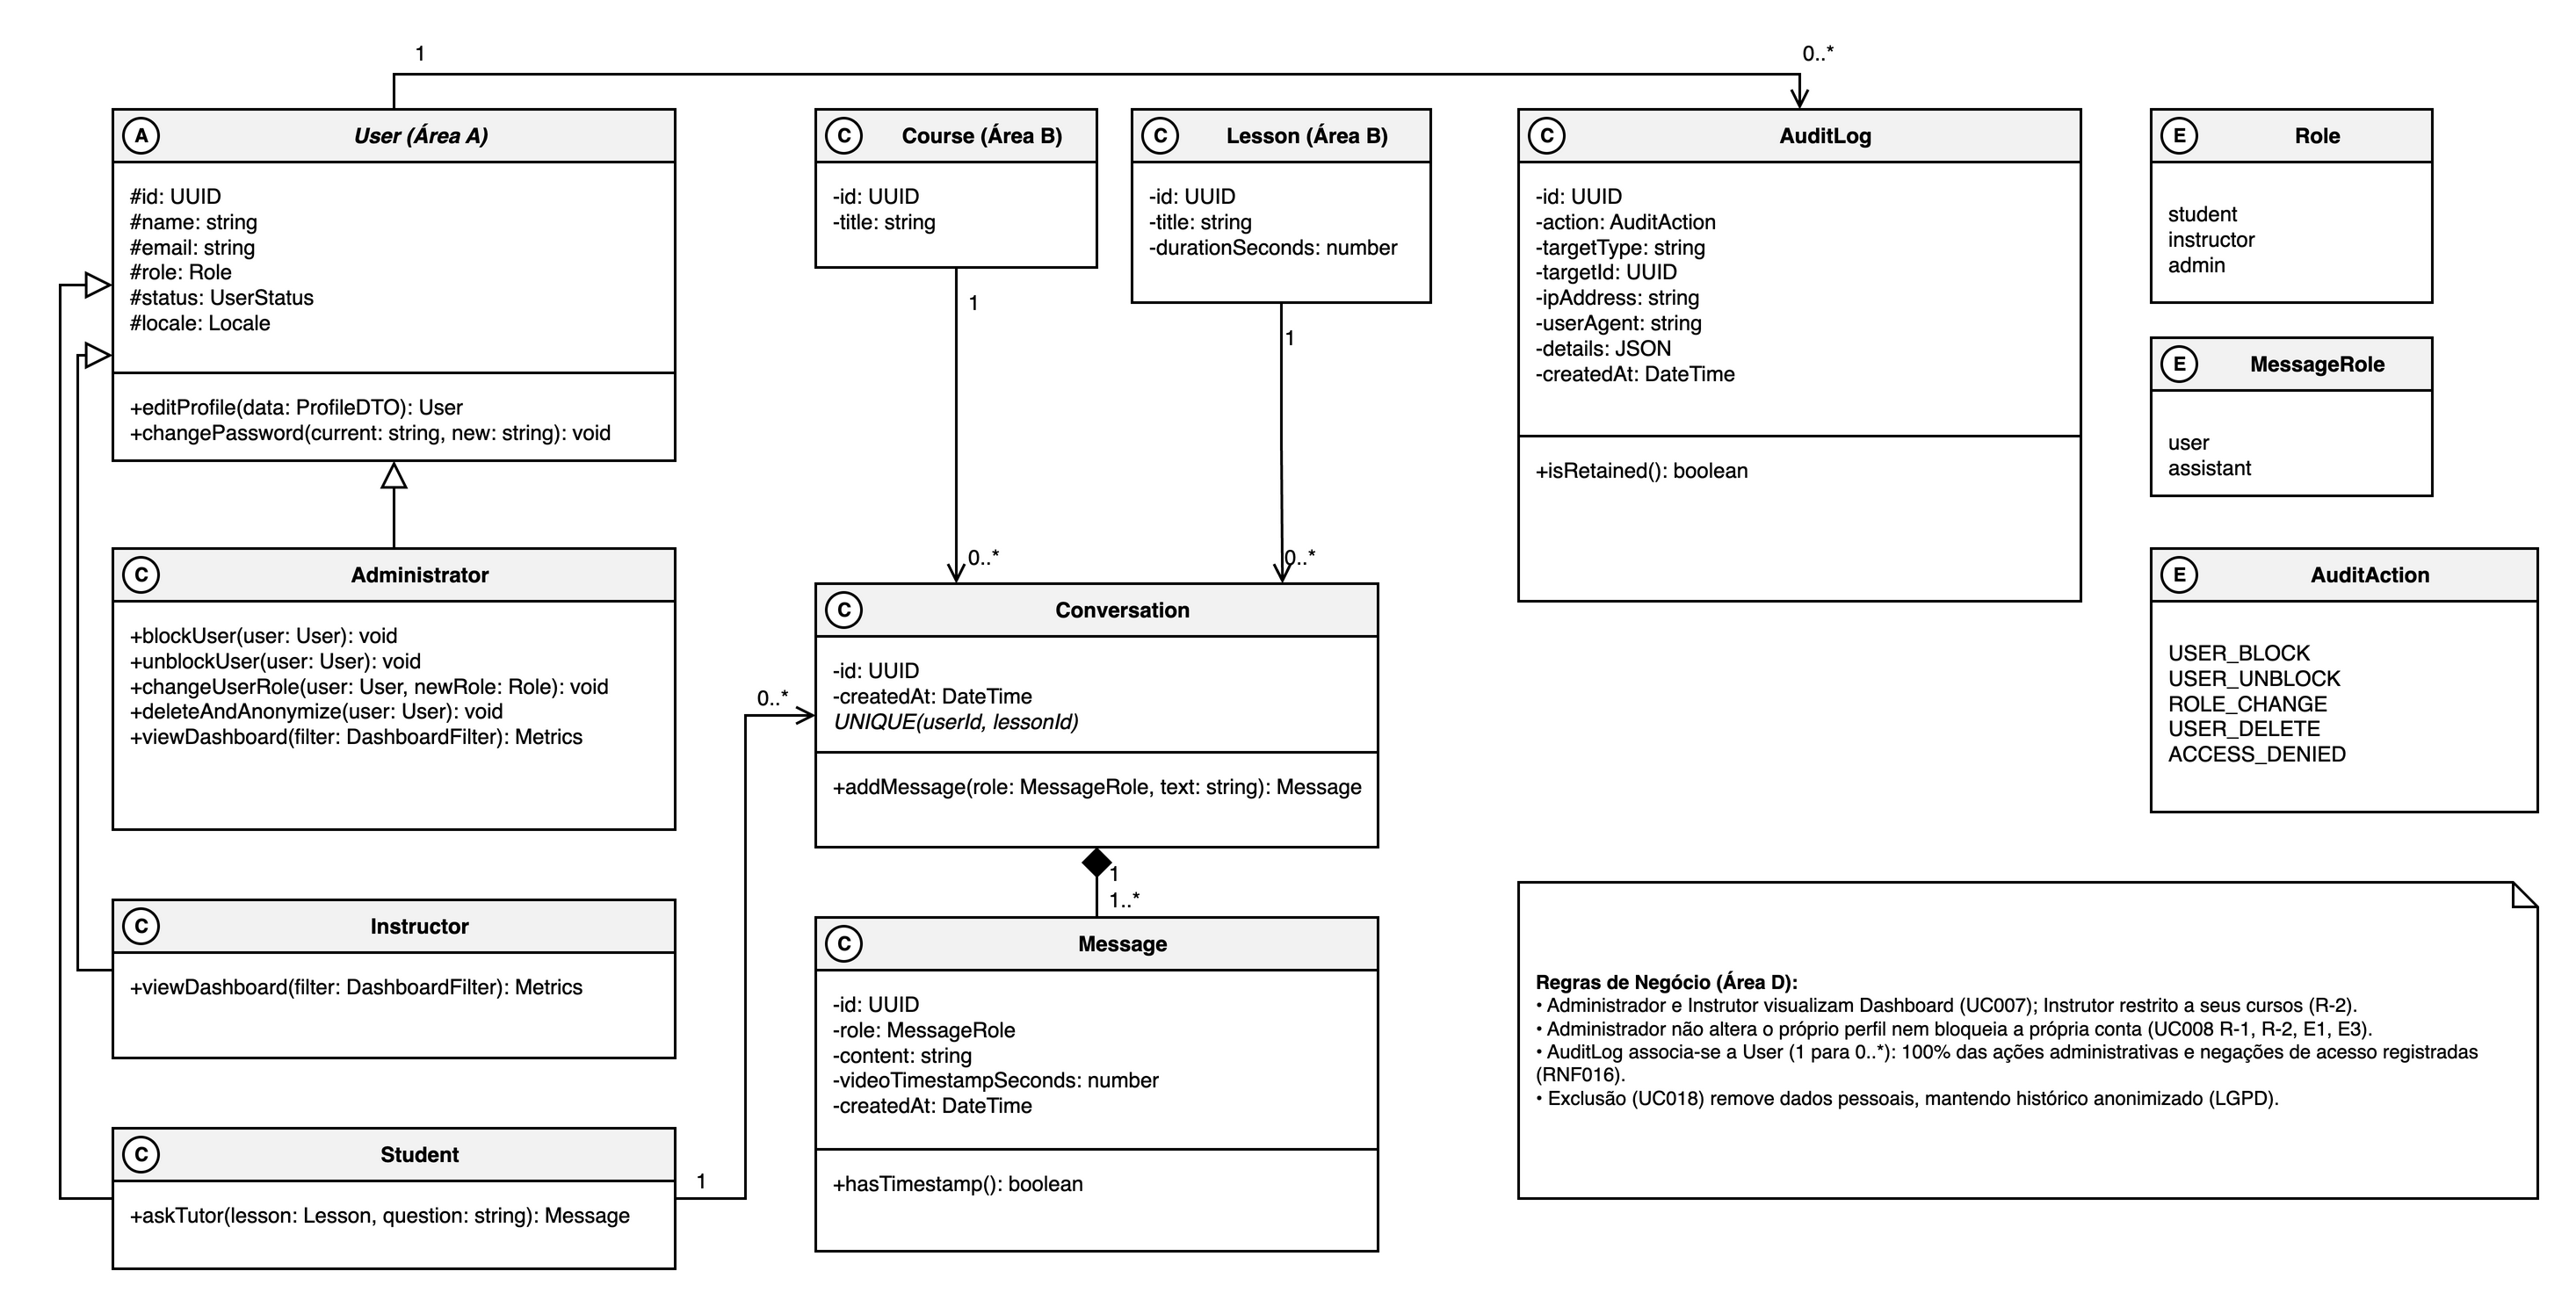 1
0..*
A
User (Área A)
#id: UUID
#name: string
#email: string
#role: Role
#status: UserStatus
#locale: Locale
+editProfile(data: ProfileDTO): User
+changePassword(current: string, new: string): void
C
Course (Área B)
-id: UUID
-title: string
1
0..*
C
Lesson (Área B)
-id: UUID
-title: string
-durationSeconds: number
1
0..*
C
AuditLog
-id: UUID
-action: AuditAction
-targetType: string
-targetId: UUID
-ipAddress: string
-userAgent: string
-details: JSON
-createdAt: DateTime
+isRetained(): boolean
E
Role
student
instructor
admin
E
MessageRole
user
assistant
E
AuditAction
USER_BLOCK
USER_UNBLOCK
ROLE_CHANGE
USER_DELETE
ACCESS_DENIED
C
Administrator
+blockUser(user: User): void
+unblockUser(user: User): void
+changeUserRole(user: User, newRole: Role): void
+deleteAndAnonymize(user: User): void
+viewDashboard(filter: DashboardFilter): Metrics
C
Conversation
-id: UUID
-createdAt: DateTime
UNIQUE(userId, lessonId)
+addMessage(role: MessageRole, text: string): Message
0..*
1
1..*
C
Instructor
+viewDashboard(filter: DashboardFilter): Metrics
C
Message
-id: UUID
-role: MessageRole
-content: string
-videoTimestampSeconds: number
-createdAt: DateTime
+hasTimestamp(): boolean
C
Student
+askTutor(lesson: Lesson, question: string): Message
1
Regras de Negócio (Área D):
• Administrador e Instrutor visualizam Dashboard (UC007); Instrutor restrito a seus cursos (R-2).
• Administrador não altera o próprio perfil nem bloqueia a própria conta (UC008 R-1, R-2, E1, E3).
• AuditLog associa-se a User (1 para 0..*): 100% das ações administrativas e negações de acesso registradas
(RNF016).
• Exclusão (UC018) remove dados pessoais, mantendo histórico anonimizado (LGPD).